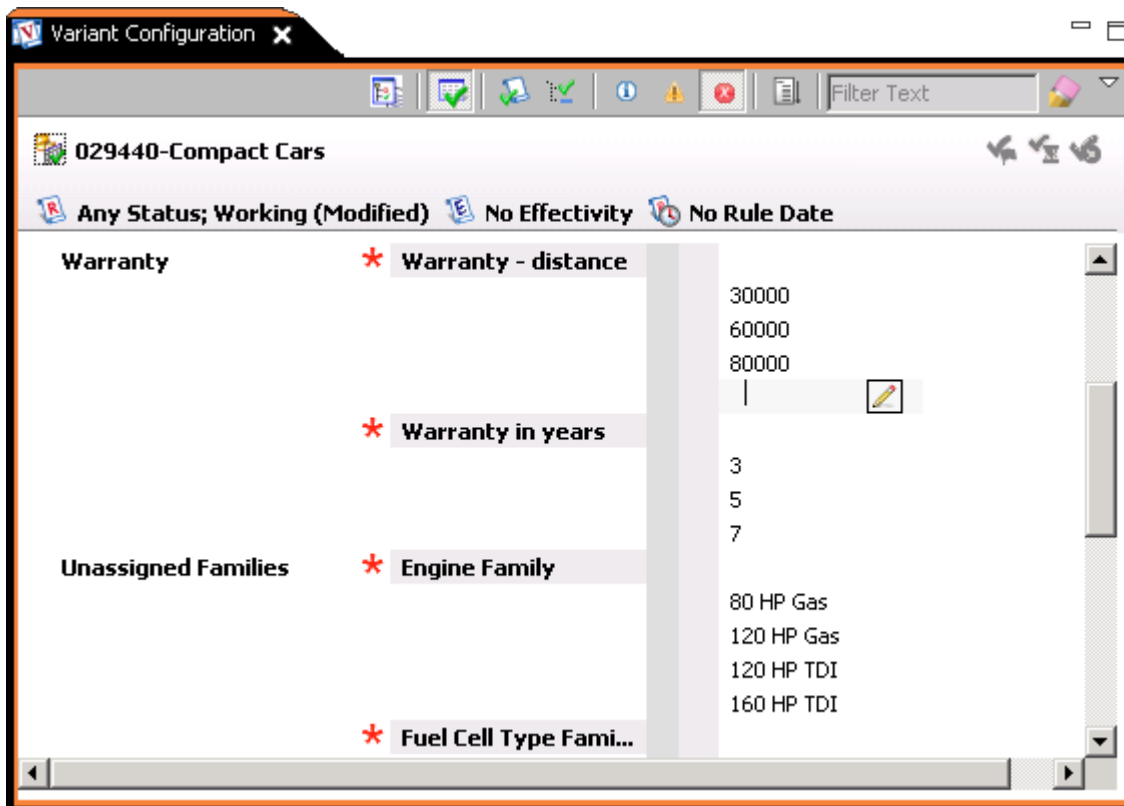 Variant Configuration
Filter Text
029440-Compact Cars
Any Status; Working (Modified) No Effectivity No Rule Date
Warranty * Warranty - distance
30000
60000
80000
* Warranty in years
3
5
7
Unassigned Families * Engine Family
80 HP Gas
120 HP Gas
120 HP TDI
160 HP TDI
* Fuel Cell Type Fami...